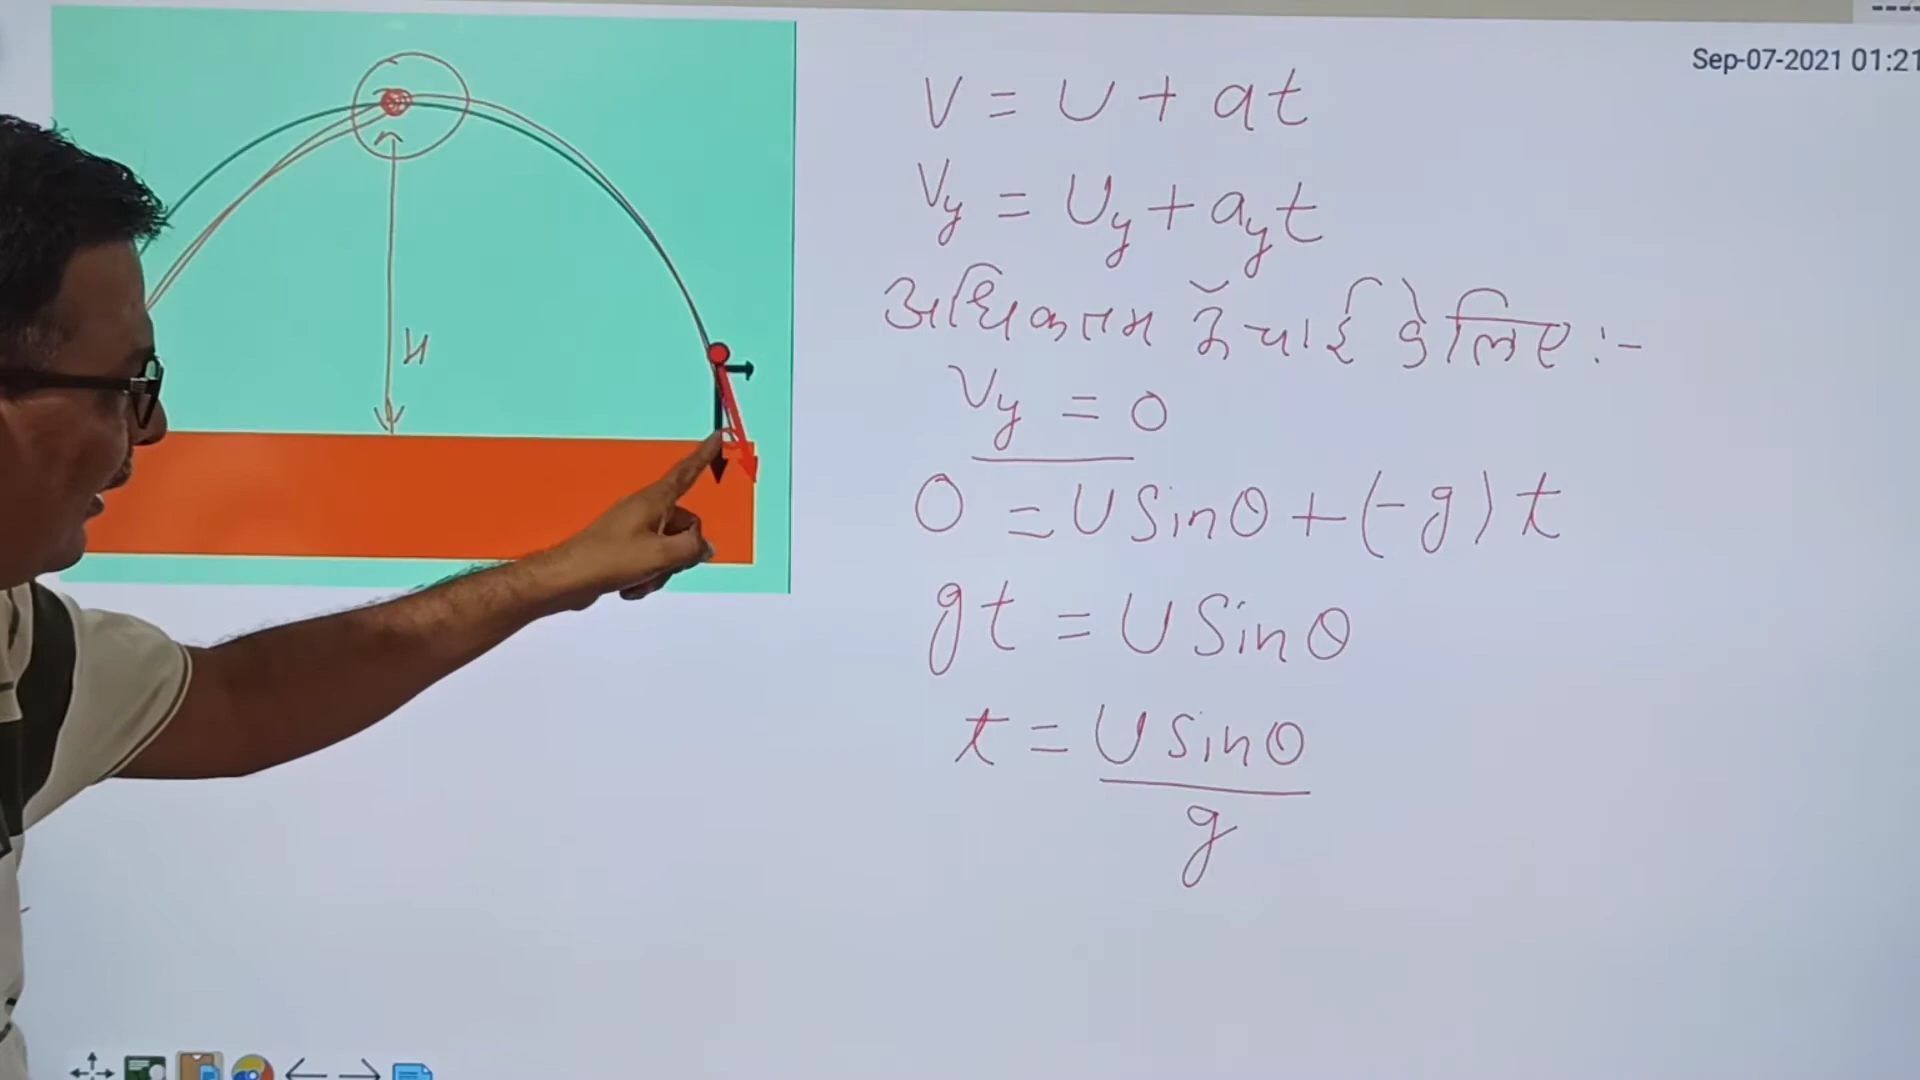 Sep-07-2021 01:21
H
V = U + at
Vy = Uy + ayt
अधिकतम ऊँचाई के लिए :-
Vy = 0
0 = U Sinθ + (-g) t
gt = U Sinθ
t = U Sinθ
g